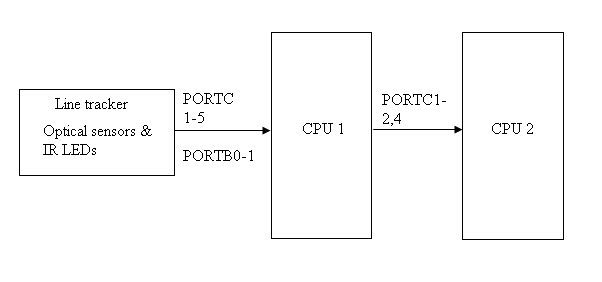 Line tracker
Optical sensors &
IR LEDs
PORTC
1-5
PORTB0-1
CPU 1
PORTC1-
2,4
CPU 2